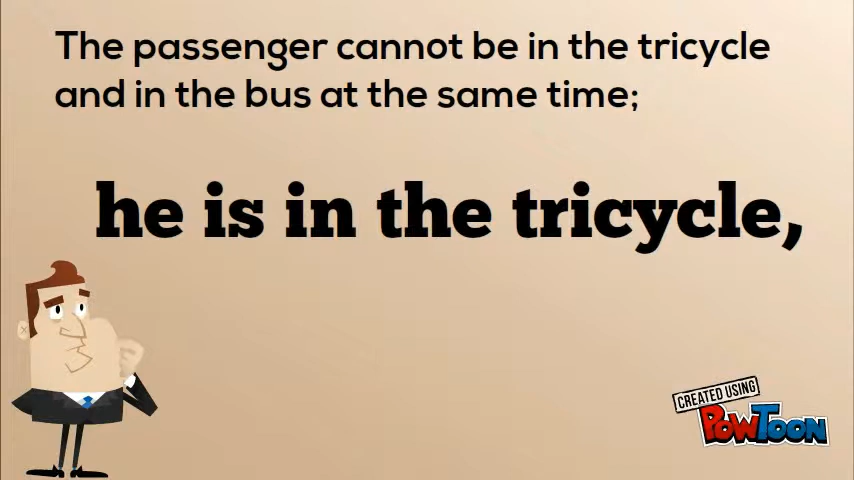 The passenger cannot be in the tricycle
and in the bus at the same time;
he is in the tricycle,
CREATED USING
POWTOON